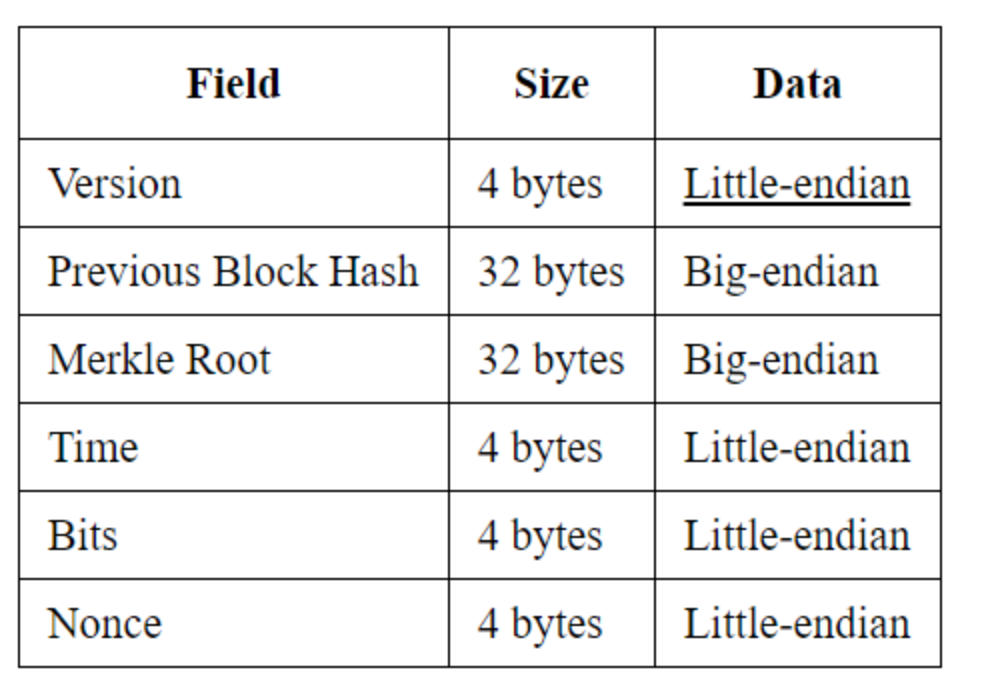 Field Size Data
Version 4 bytes Little-endian
Previous Block Hash 32 bytes Big-endian
Merkle Root 32 bytes Big-endian
Time 4 bytes Little-endian
Bits 4 bytes Little-endian
Nonce 4 bytes Little-endian